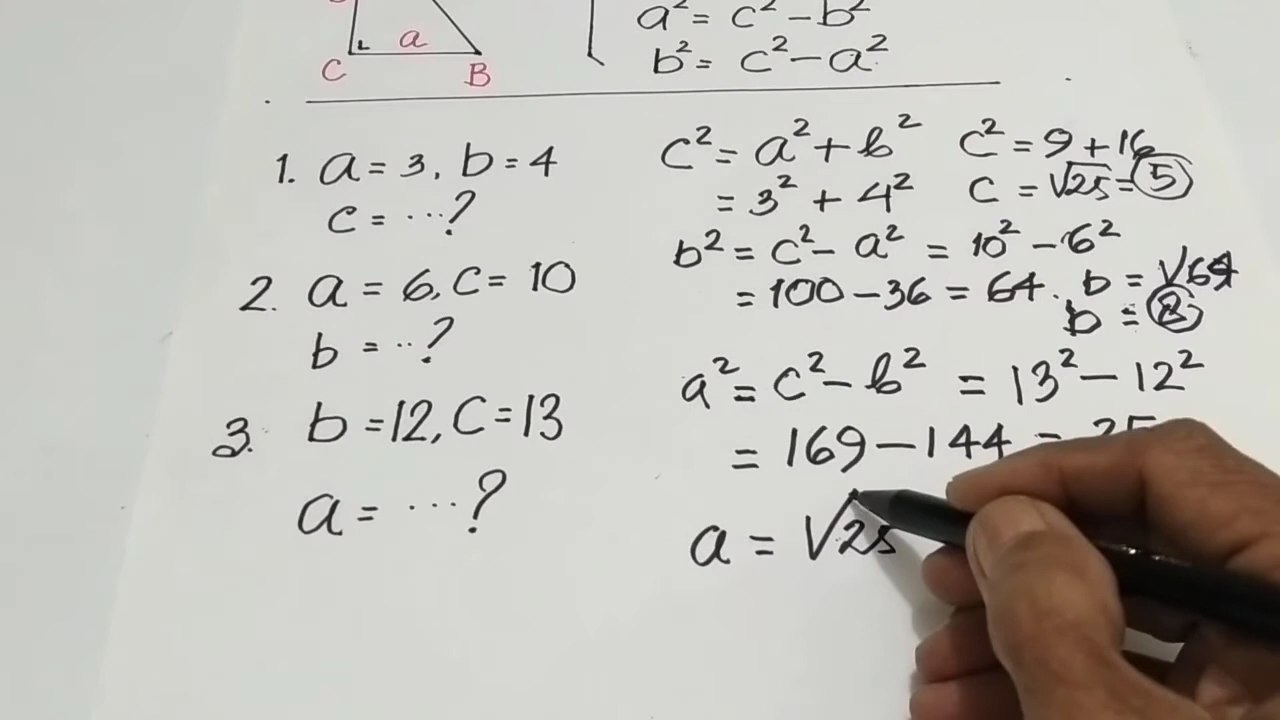 a² = c² - b²
b² = c² - a²
a
C
B
1. a = 3, b = 4
c = ...?
c² = a² + b²
= 3² + 4²
c² = 9 + 16
c = √25 = 5
2. a = 6, c = 10
b = ..?
b² = c² - a² = 10² - 6²
= 100 - 36 = 64. b = √64
b = 8
3. b = 12, c = 13
a = ...?
a² = c² - b² = 13² - 12²
= 169 - 144 = 25
a = √25